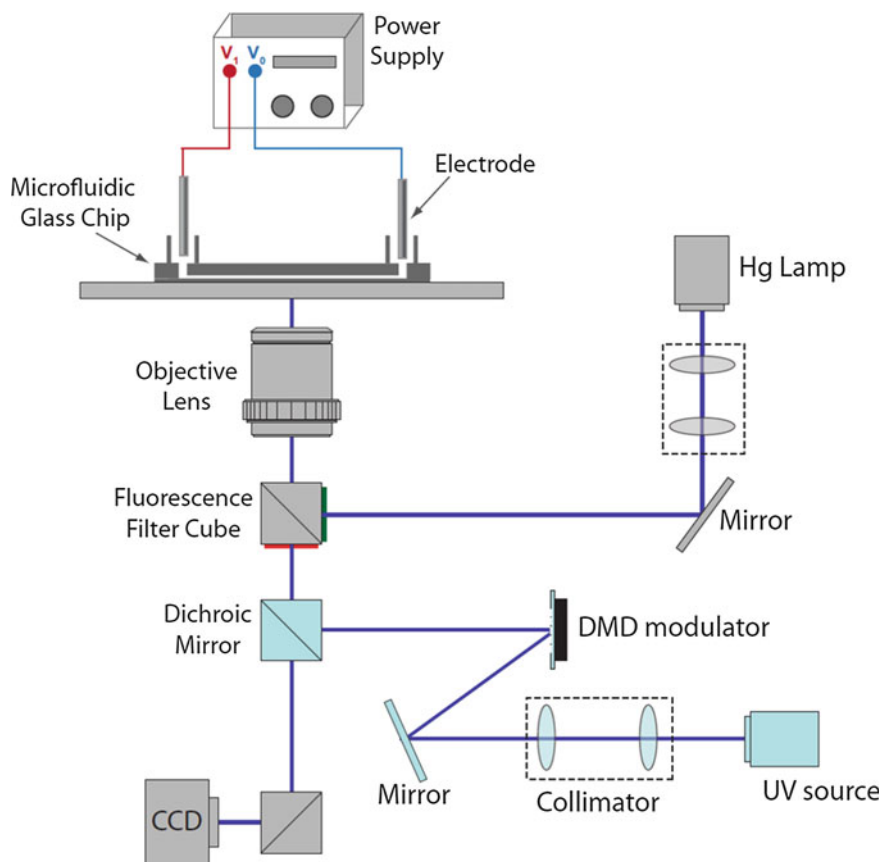 Power
Supply
V1
V0
Electrode
Microfluidic
Glass Chip
Hg Lamp
Objective
Lens
Fluorescence
Filter Cube
Mirror
Dichroic
Mirror
DMD modulator
Mirror
Collimator
UV source
CCD